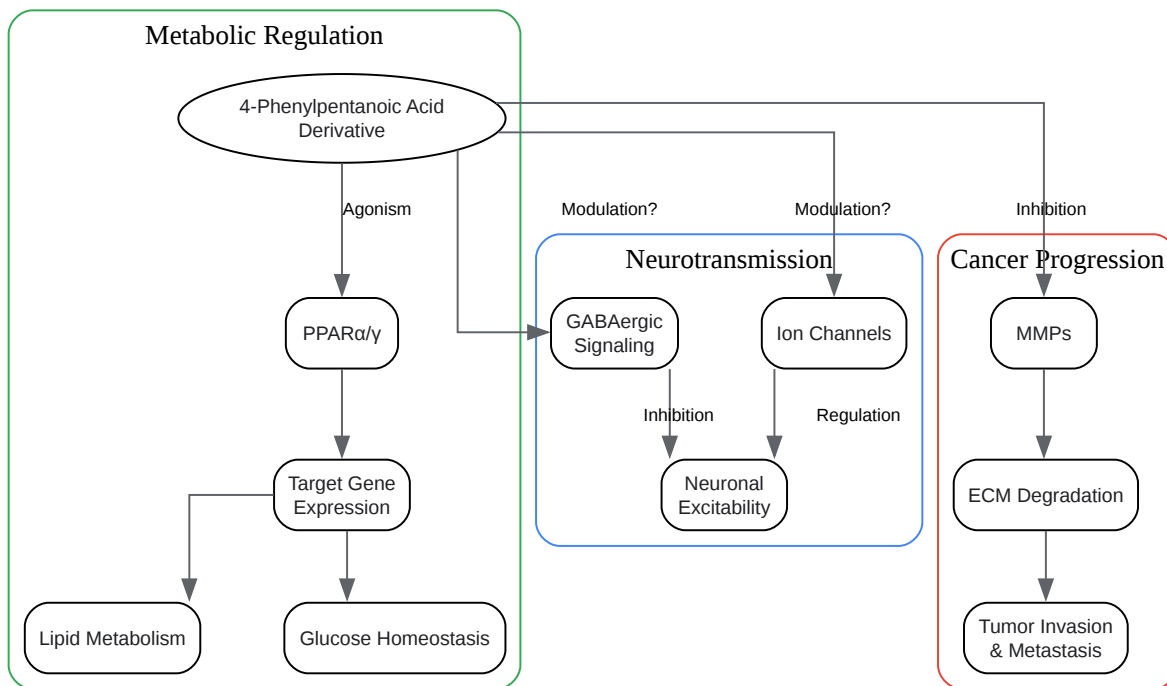 Metabolic Regulation
4-Phenylpentanoic Acid
Derivative
Agonism
Modulation?
Modulation?
Inhibition
Neurotransmission
Cancer Progression
PPARα/γ
GABAergic
Signaling
Ion Channels
MMPs
Inhibition
Regulation
Target Gene
Expression
Neuronal
Excitability
ECM Degradation
Lipid Metabolism
Glucose Homeostasis
Tumor Invasion
& Metastasis